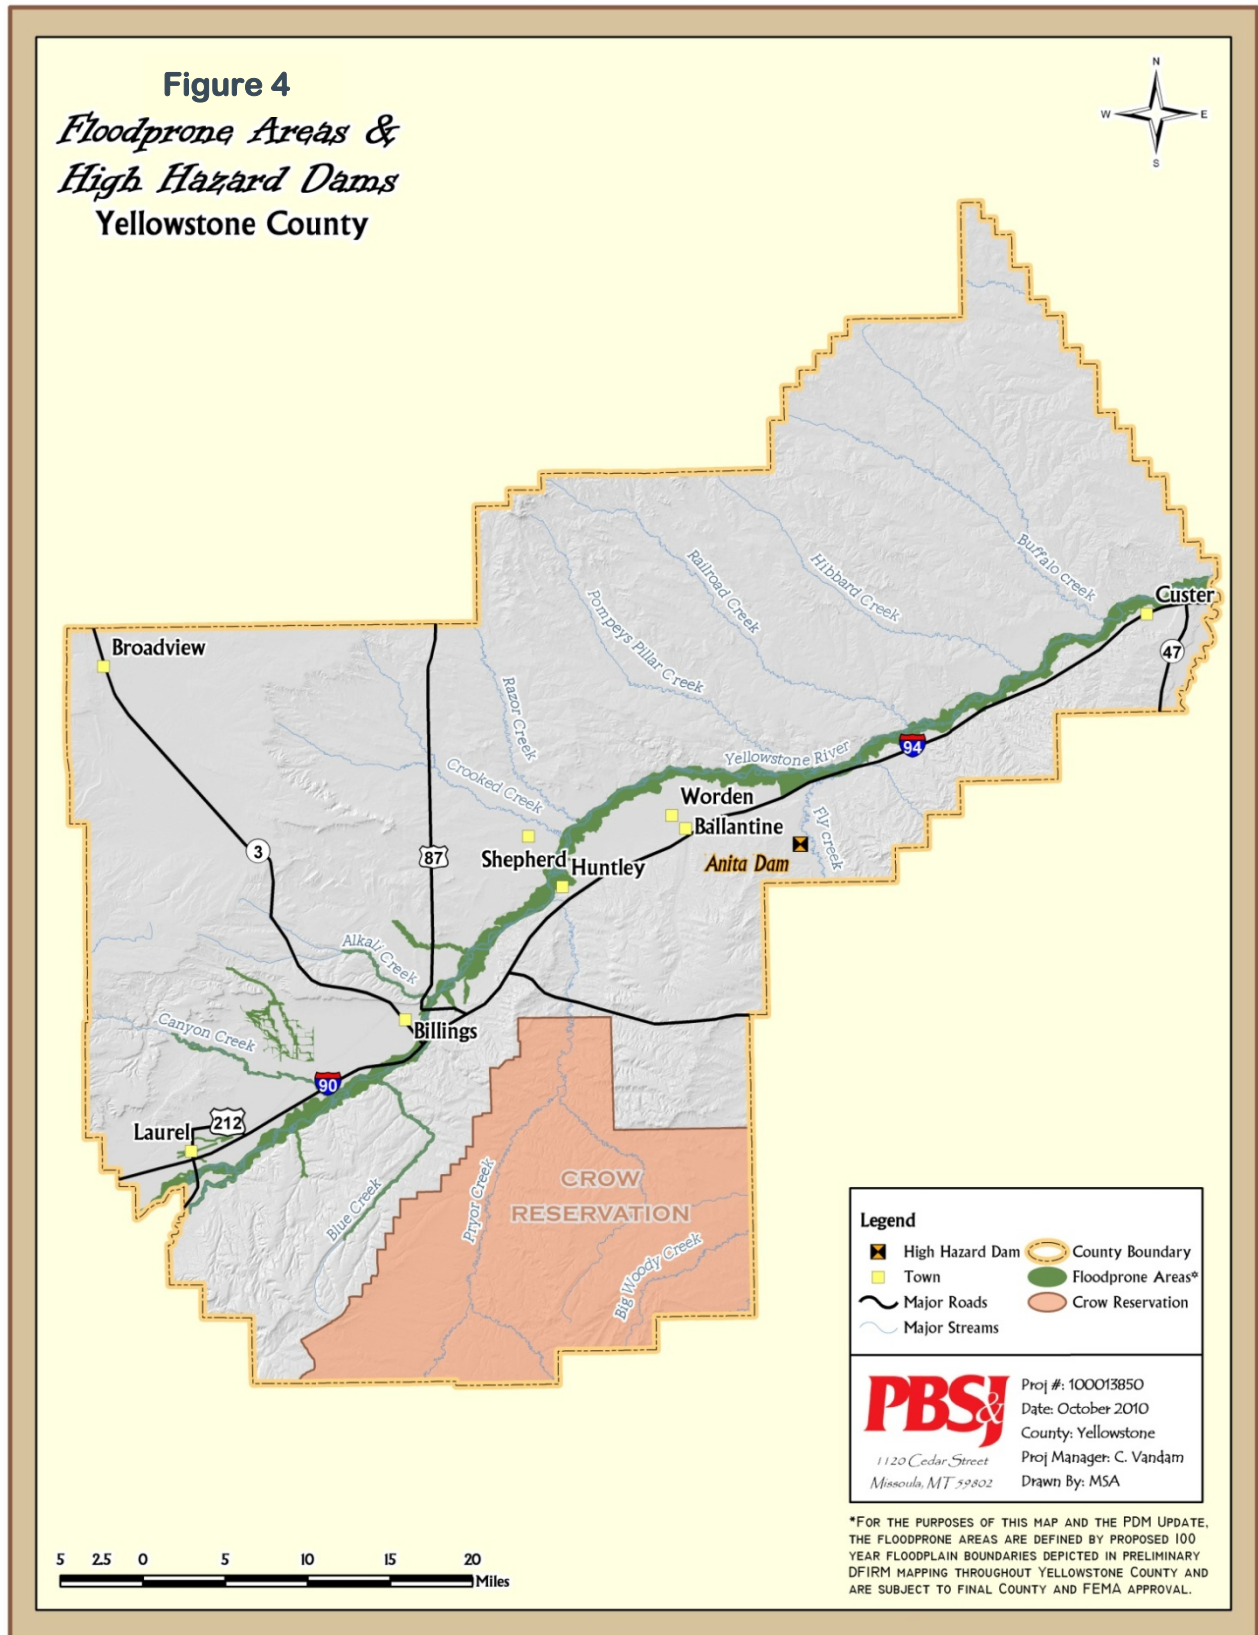 Figure 4
Floodprone Areas &
High Hazard Dams
Yellowstone County
N
W
E
S
Buffalo creek
Custer
47
Railroad Creek
Hibbard Creek
Pompeys Pillar Creek
Broadview
Razor Creek
Yellowstone River
94
Crooked Creek
Worden
Ballantine
Fly creek
3
87
Shepherd
Huntley
Anita Dam
Alkali Creek
Canyon Creek
Billings
90
212
Laurel
Blue Creek
Pryor Creek
CROW
RESERVATION
Big Woody Creek
Legend
High Hazard Dam
County Boundary
Town
Floodprone Areas*
Major Roads
Crow Reservation
Major Streams
PBS&J
1120 Cedar Street
Missoula, MT 59802
Proj #: 100013850
Date: October 2010
County: Yellowstone
Proj Manager: C. Vandam
Drawn By: MSA
*FOR THE PURPOSES OF THIS MAP AND THE PDM UPDATE,
THE FLOODPRONE AREAS ARE DEFINED BY PROPOSED 100
YEAR FLOODPLAIN BOUNDARIES DEPICTED IN PRELIMINARY
DFIRM MAPPING THROUGHOUT YELLOWSTONE COUNTY AND
ARE SUBJECT TO FINAL COUNTY AND FEMA APPROVAL.
5 2.5 0 5 10 15 20
Miles